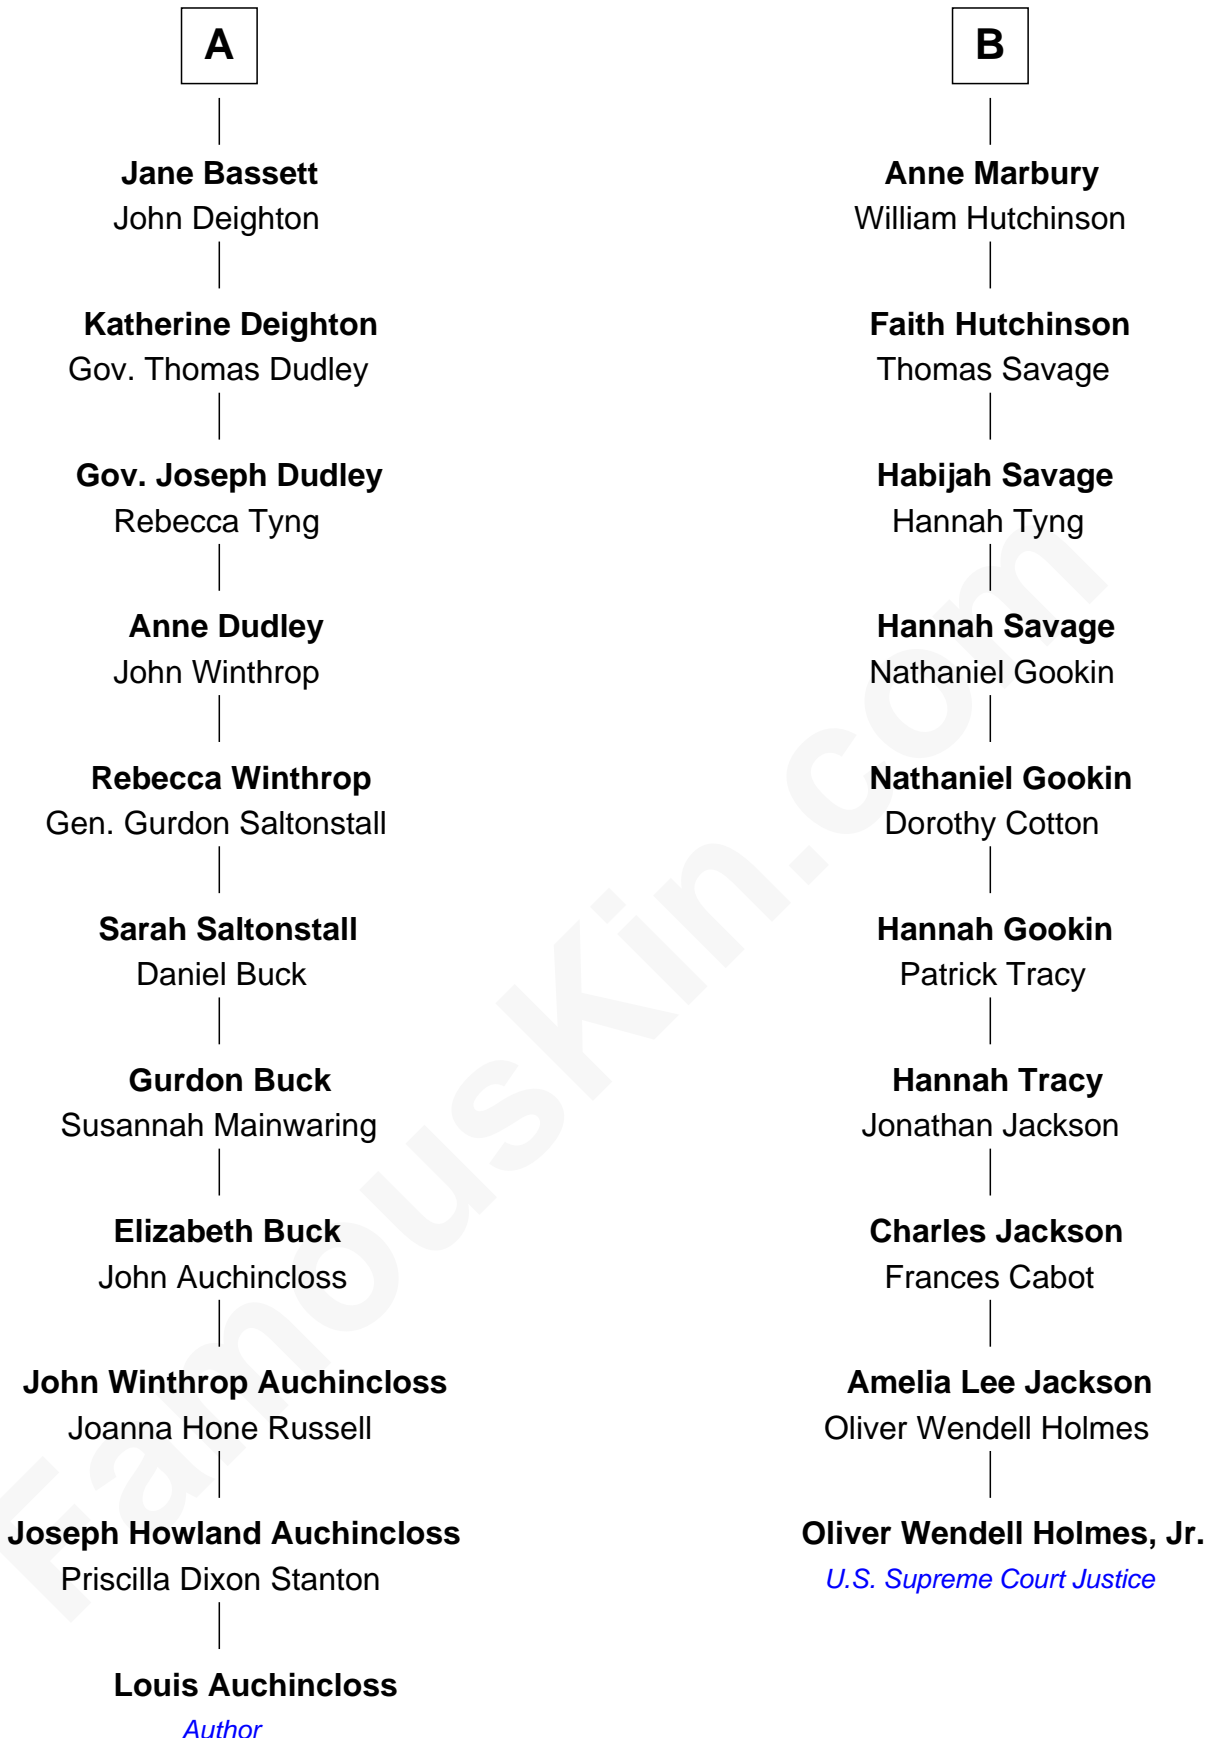 A
Jane Bassett
John Deighton
Katherine Deighton
Gov. Thomas Dudley
Gov. Joseph Dudley
Rebecca Tyng
Anne Dudley
John Winthrop
Rebecca Winthrop
Gen. Gurdon Saltonstall
Sarah Saltonstall
Daniel Buck
Gurdon Buck
Susannah Mainwaring
Elizabeth Buck
John Auchincloss
John Winthrop Auchincloss
Joanna Hone Russell
Joseph Howland Auchincloss
Priscilla Dixon Stanton
Louis Auchincloss
Author
B
Anne Marbury
William Hutchinson
Faith Hutchinson
Thomas Savage
Habijah Savage
Hannah Tyng
Hannah Savage
Nathaniel Gookin
Nathaniel Gookin
Dorothy Cotton
Hannah Gookin
Patrick Tracy
Hannah Tracy
Jonathan Jackson
Charles Jackson
Frances Cabot
Amelia Lee Jackson
Oliver Wendell Holmes
Oliver Wendell Holmes, Jr.
U.S. Supreme Court Justice
FamousKin.com